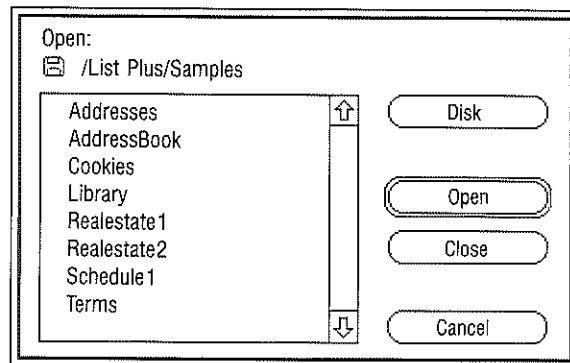 Open:
/List Plus/Samples
Addresses
AddressBook
Cookies
Library
Realestate1
Realestate2
Schedule1
Terms
Disk
Open
Close
Cancel